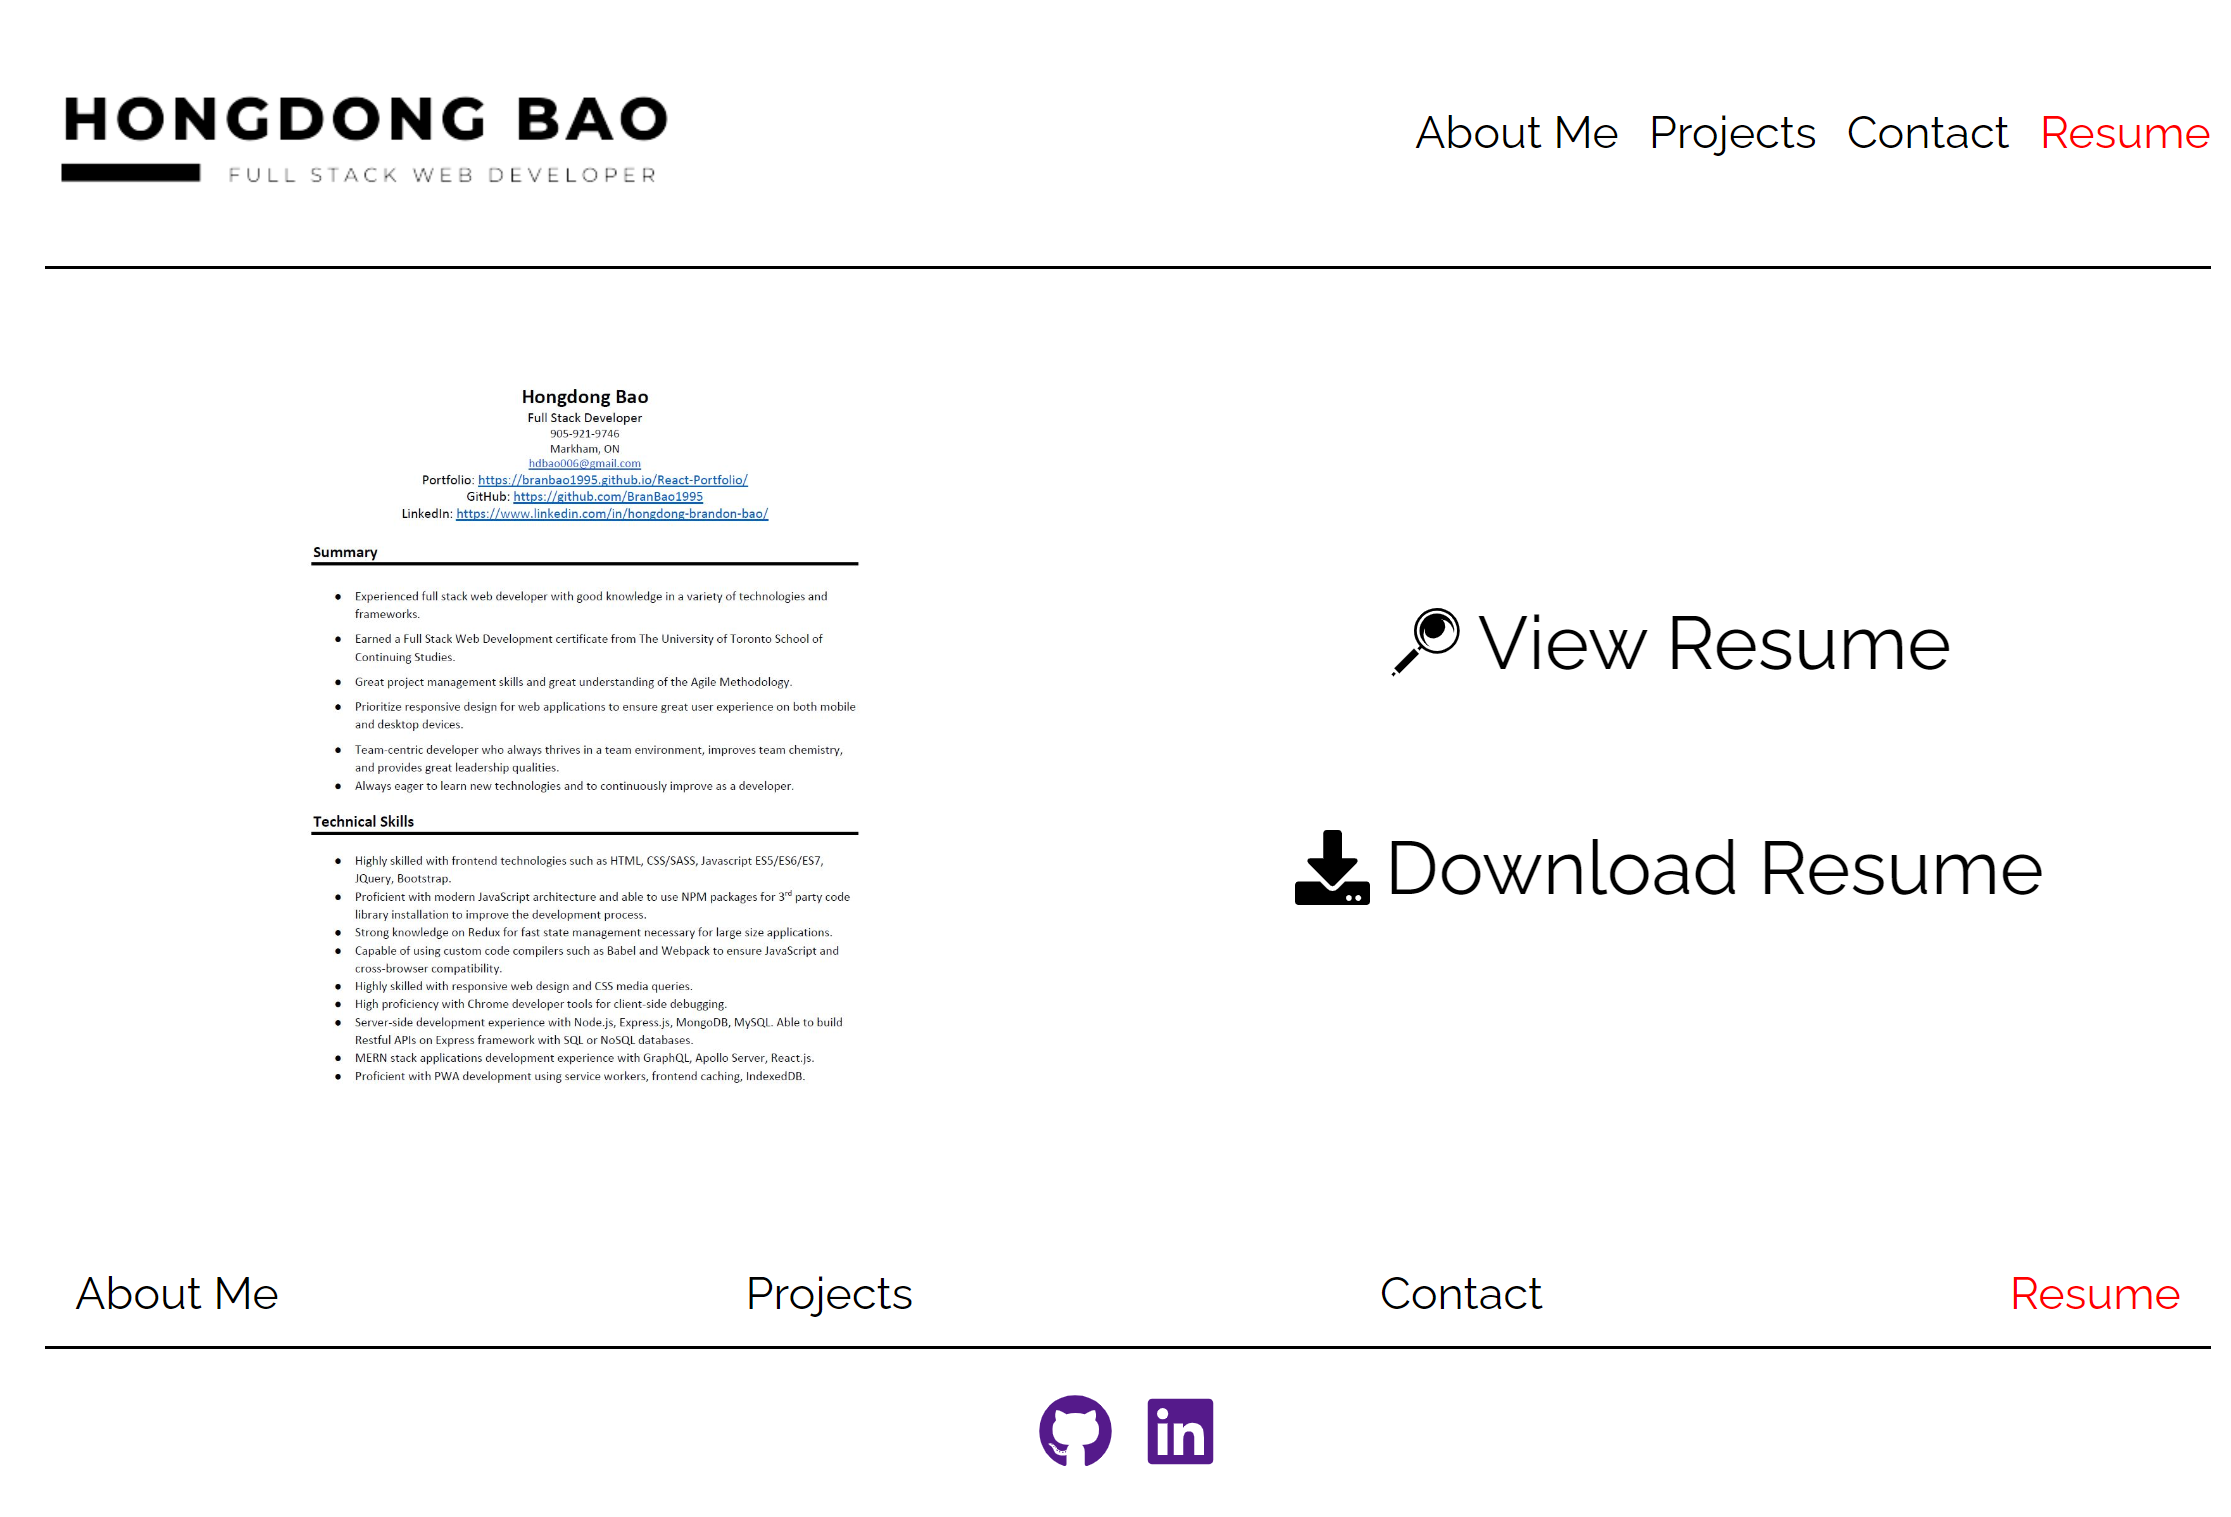 HONGDONG BAO
FULL STACK WEB DEVELOPER
About Me Projects Contact Resume
Hongdong Bao
Full Stack Developer
905-921-9746
Markham, ON
hdbao006@gmail.com
Portfolio: https://branbao1995.github.io/React-Portfolio/
GitHub: https://github.com/BranBao1995
LinkedIn: https://www.linkedin.com/in/hongdong-brandon-bao/
Summary
● Experienced full stack web developer with good knowledge in a variety of technologies and
frameworks.
● Earned a Full Stack Web Development certificate from The University of Toronto School of
Continuing Studies.
● Great project management skills and great understanding of the Agile Methodology.
● Prioritize responsive design for web applications to ensure great user experience on both mobile
and desktop devices.
● Team-centric developer who always thrives in a team environment, improves team chemistry,
and provides great leadership qualities.
● Always eager to learn new technologies and to continuously improve as a developer.
Technical Skills
● Highly skilled with frontend technologies such as HTML, CSS/SASS, Javascript ES5/ES6/ES7,
JQuery, Bootstrap.
● Proficient with modern JavaScript architecture and able to use NPM packages for 3rd party code
library installation to improve the development process.
● Strong knowledge on Redux for fast state management necessary for large size applications.
● Capable of using custom code compilers such as Babel and Webpack to ensure JavaScript and
cross-browser compatibility.
● Highly skilled with responsive web design and CSS media queries.
● High proficiency with Chrome developer tools for client-side debugging.
● Server-side development experience with Node.js, Express.js, MongoDB, MySQL. Able to build
Restful APIs on Express framework with SQL or NoSQL databases.
● MERN stack applications development experience with GraphQL, Apollo Server, React.js.
● Proficient with PWA development using service workers, frontend caching, IndexedDB.
View Resume
Download Resume
About Me Projects Contact Resume
in